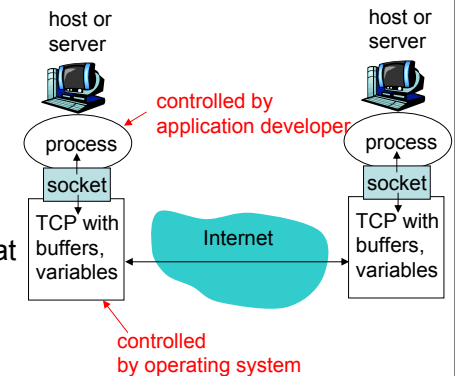 host or
server
host or
server
controlled by
application developer
process
process
socket
socket
TCP with
buffers,
variables
Internet
TCP with
buffers,
variables
at
controlled
by operating system